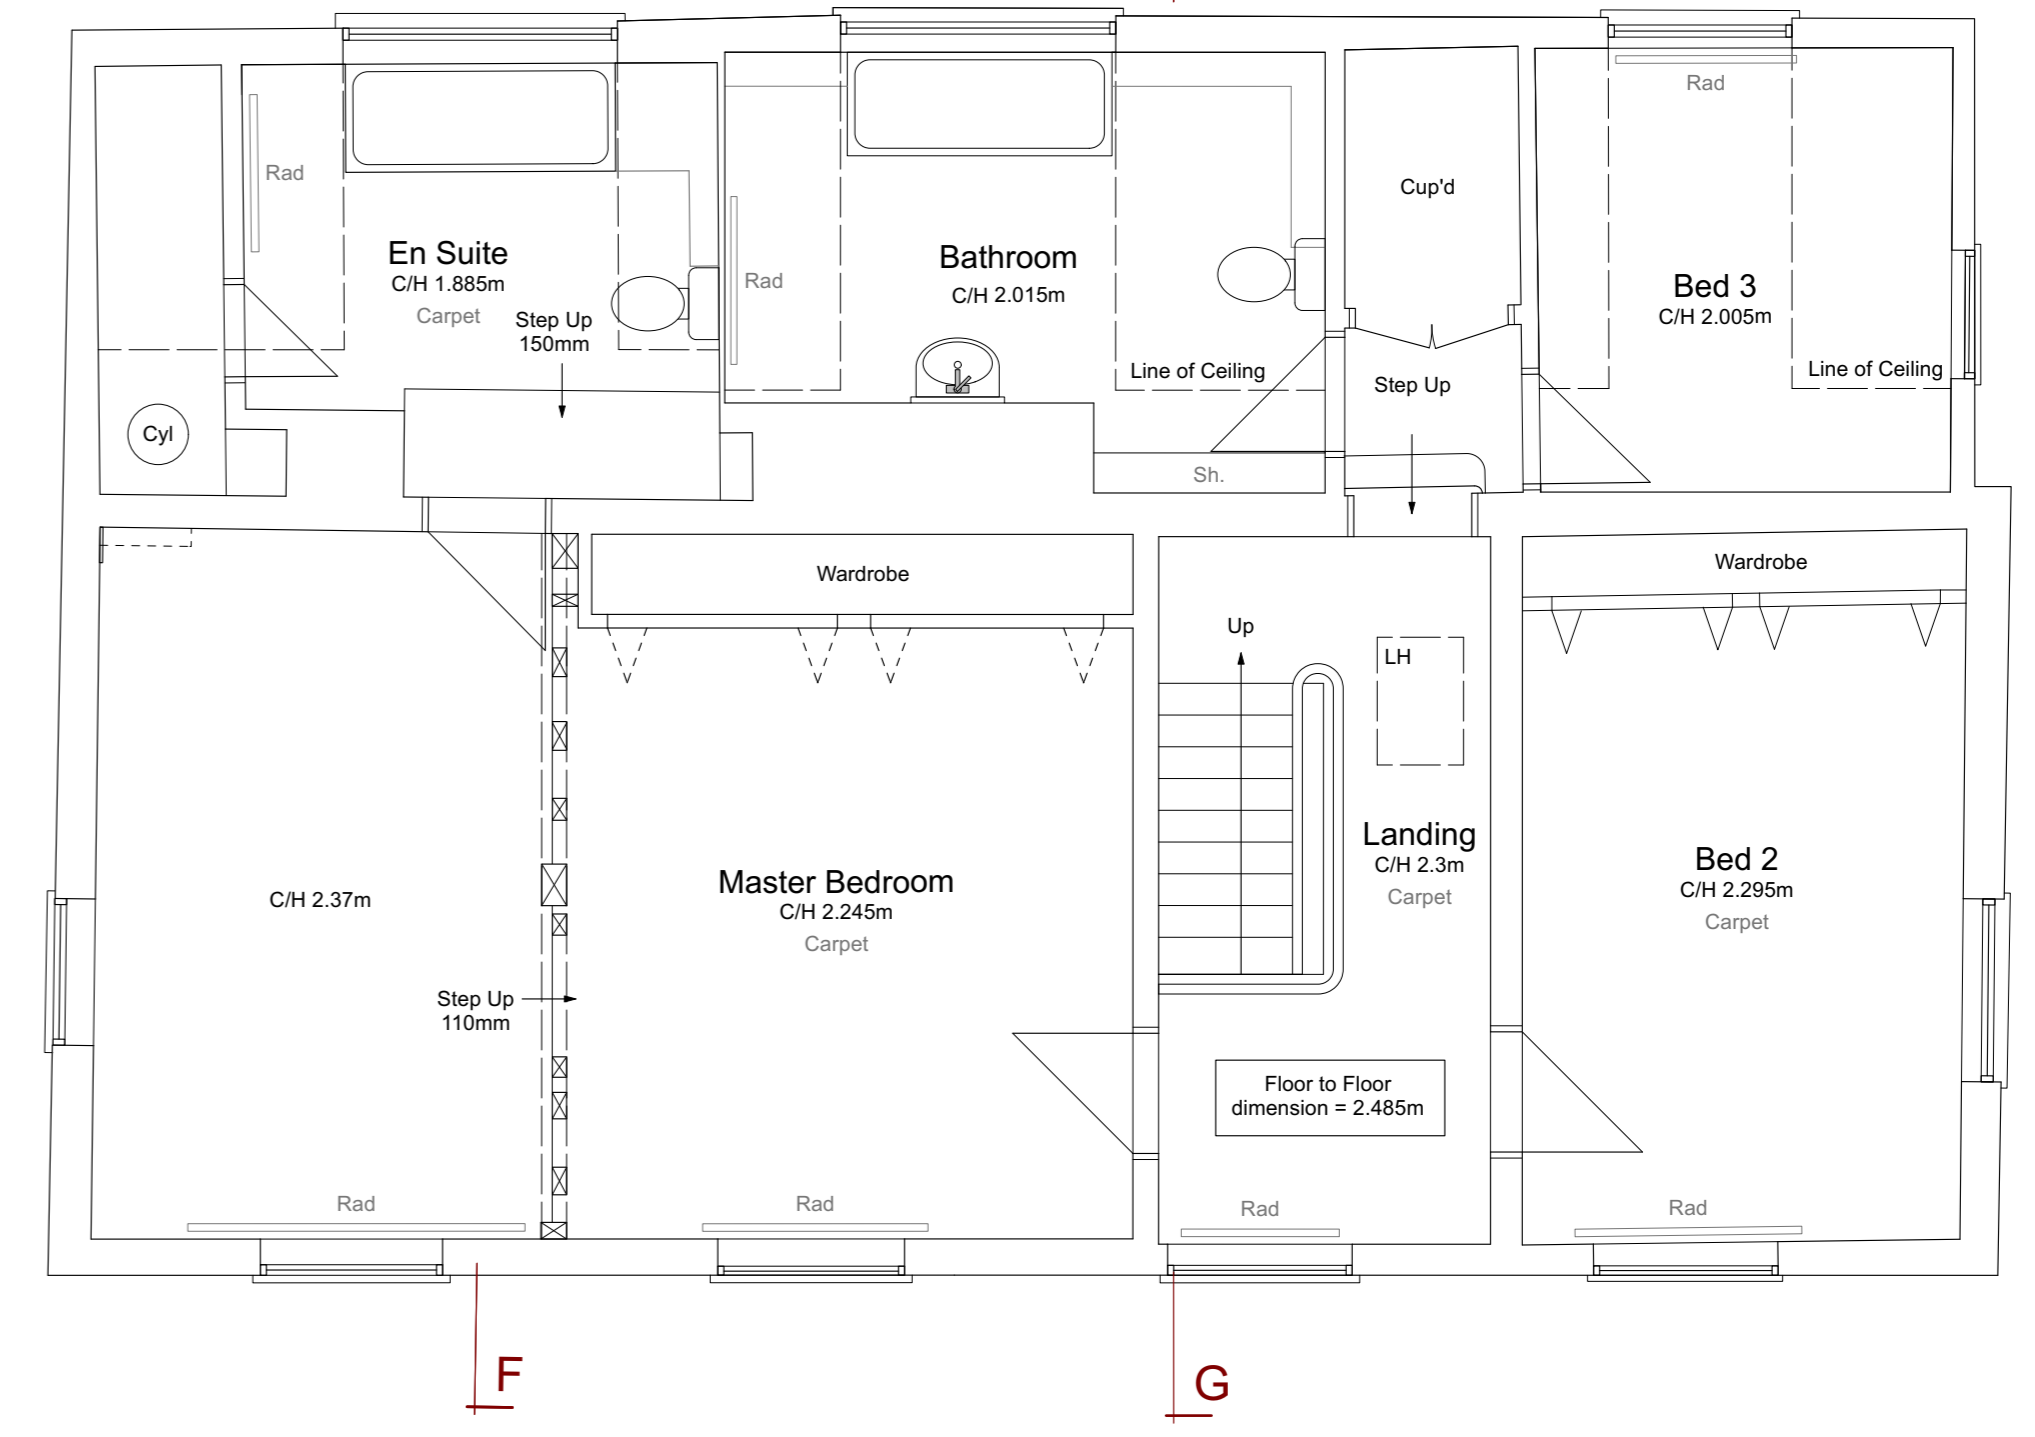 Rad
Cup'd
Rad
En Suite
C/H 1.885m
Carpet
Step Up
150mm
Bathroom
C/H 2.015m
Rad
Bed 3
C/H 2.005m
Line of Ceiling
Line of Ceiling
Step Up
Cyl
Sh.
Wardrobe
Wardrobe
Up
LH
Landing
C/H 2.3m
Carpet
Master Bedroom
C/H 2.245m
Carpet
Bed 2
C/H 2.295m
Carpet
C/H 2.37m
Step Up
110mm
Floor to Floor
dimension = 2.485m
Rad
Rad
Rad
Rad
F
G